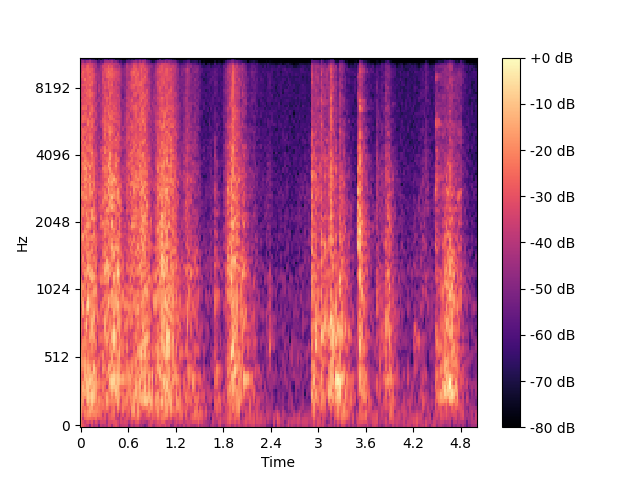 8192
4096
2048
1024
512
0
Hz
0 0.6 1.2 1.8 2.4 3 3.6 4.2 4.8
Time
+0 dB
-10 dB
-20 dB
-30 dB
-40 dB
-50 dB
-60 dB
-70 dB
-80 dB